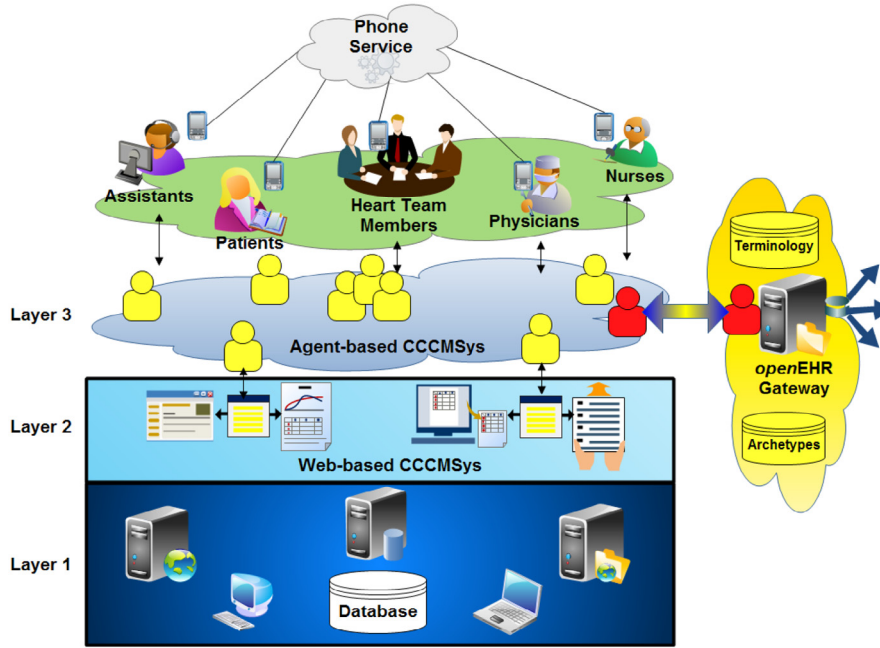 Phone
Service
Assistants
Patients
Heart Team
Members
Physicians
Nurses
Terminology
Layer 3
Agent-based CCCMSys
openEHR
Gateway
Layer 2
Web-based CCCMSys
Archetypes
Layer 1
Database